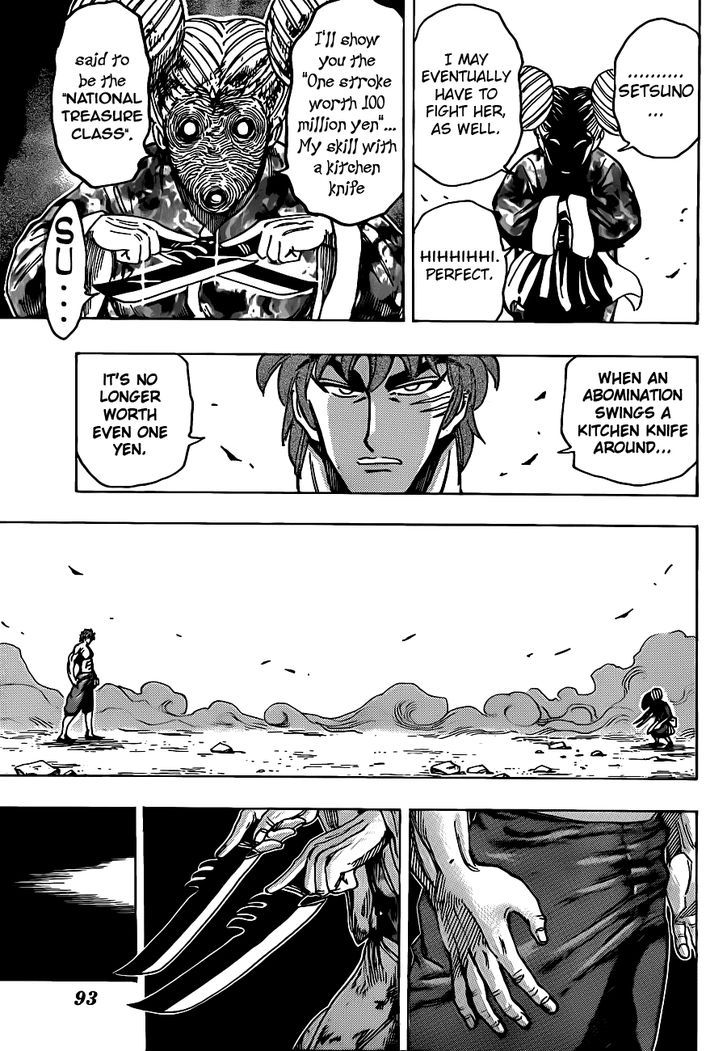 ..........
SETSUNO
...
I MAY
EVENTUALLY
HAVE TO
FIGHT HER,
AS WELL.
HIHHIHHI.
PERFECT.
I'll show
you the
"One stroke
worth 100
million yen"...
My skill with
a kitchen
knife
said to
be the
"NATIONAL
TREASURE
CLASS".
SU...
WHEN AN
ABOMINATION
SWINGS A
KITCHEN KNIFE
AROUND...
IT'S NO
LONGER
WORTH
EVEN ONE
YEN.
93